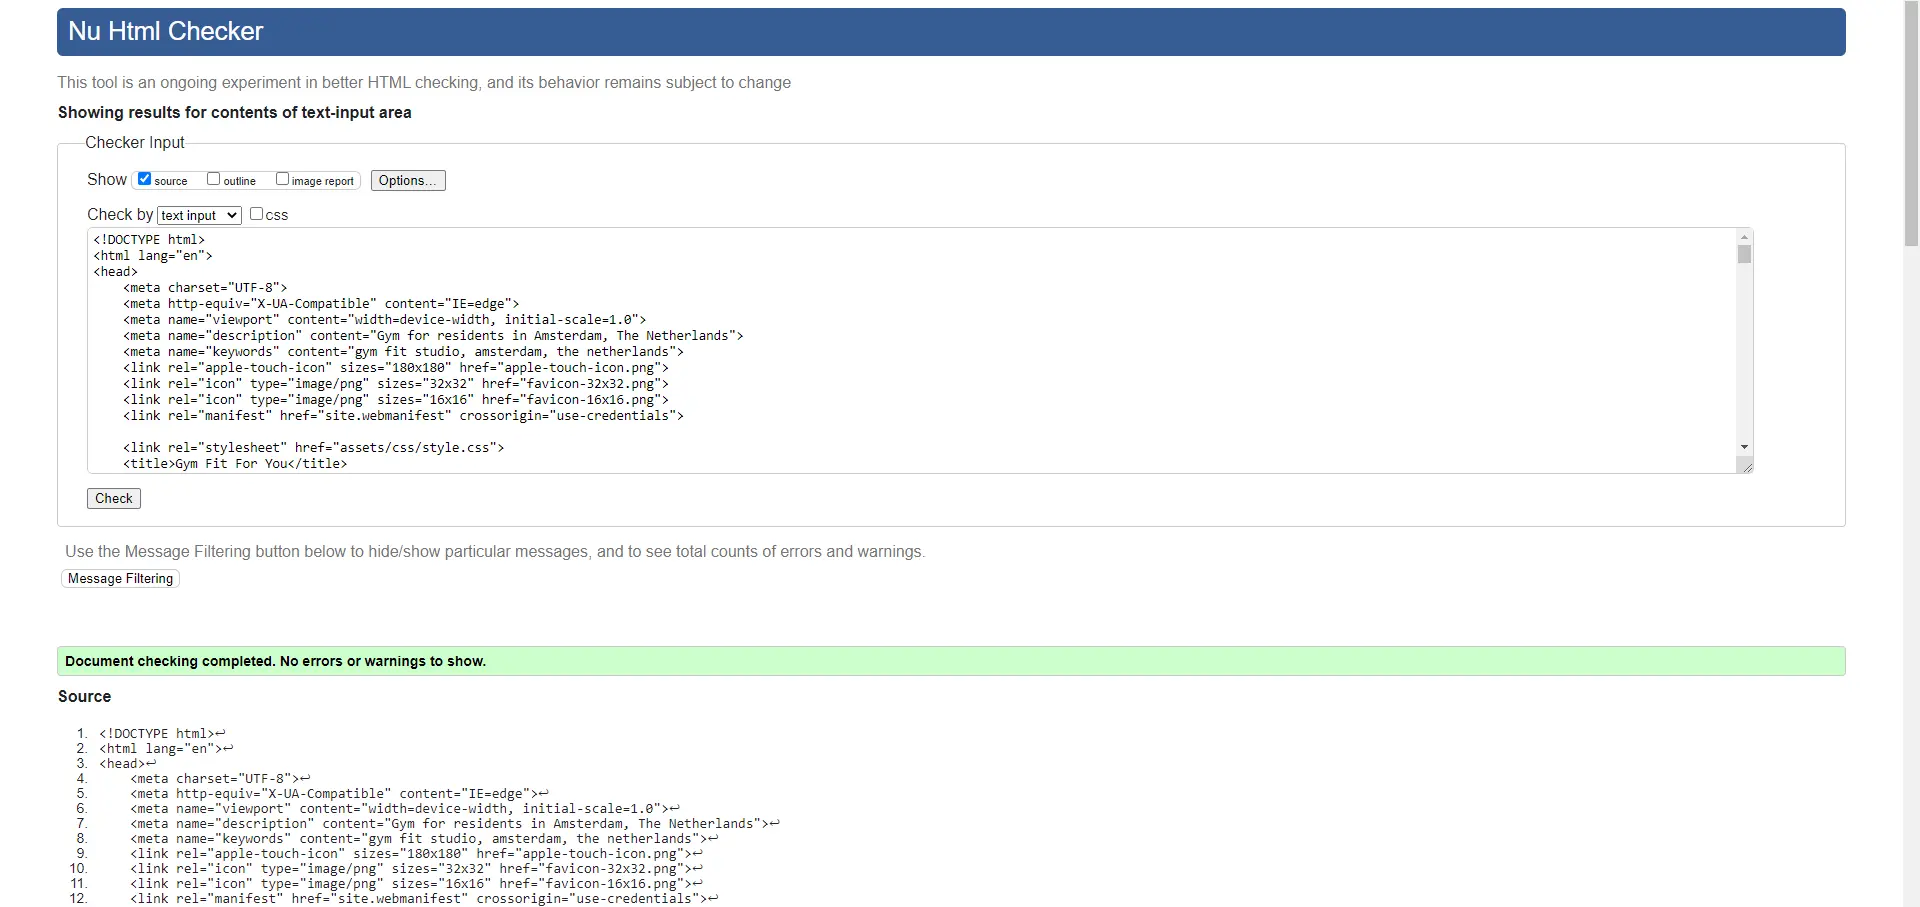 Nu Html Checker
This tool is an ongoing experiment in better HTML checking, and its behavior remains subject to change
Showing results for contents of text-input area
Checker Input
Show source outline image report Options...
Check by text input css
<!DOCTYPE html>
<html lang="en">
<head>
    <meta charset="UTF-8">
    <meta http-equiv="X-UA-Compatible" content="IE=edge">
    <meta name="viewport" content="width=device-width, initial-scale=1.0">
    <meta name="description" content="Gym for residents in Amsterdam, The Netherlands">
    <meta name="keywords" content="gym fit studio, amsterdam, the netherlands">
    <link rel="apple-touch-icon" sizes="180x180" href="apple-touch-icon.png">
    <link rel="icon" type="image/png" sizes="32x32" href="favicon-32x32.png">
    <link rel="icon" type="image/png" sizes="16x16" href="favicon-16x16.png">
    <link rel="manifest" href="site.webmanifest" crossorigin="use-credentials">
    <link rel="stylesheet" href="assets/css/style.css">
    <title>Gym Fit For You</title>
Check
Use the Message Filtering button below to hide/show particular messages, and to see total counts of errors and warnings.
Message Filtering
Document checking completed. No errors or warnings to show.
Source
1. <!DOCTYPE html>↩
2. <html lang="en">↩
3. <head>↩
4.     <meta charset="UTF-8">↩
5.     <meta http-equiv="X-UA-Compatible" content="IE=edge">↩
6.     <meta name="viewport" content="width=device-width, initial-scale=1.0">↩
7.     <meta name="description" content="Gym for residents in Amsterdam, The Netherlands">↩
8.     <meta name="keywords" content="gym fit studio, amsterdam, the netherlands">↩
9.     <link rel="apple-touch-icon" sizes="180x180" href="apple-touch-icon.png">↩
10.     <link rel="icon" type="image/png" sizes="32x32" href="favicon-32x32.png">↩
11.     <link rel="icon" type="image/png" sizes="16x16" href="favicon-16x16.png">↩
12.     <link rel="manifest" href="site.webmanifest" crossorigin="use-credentials">↩